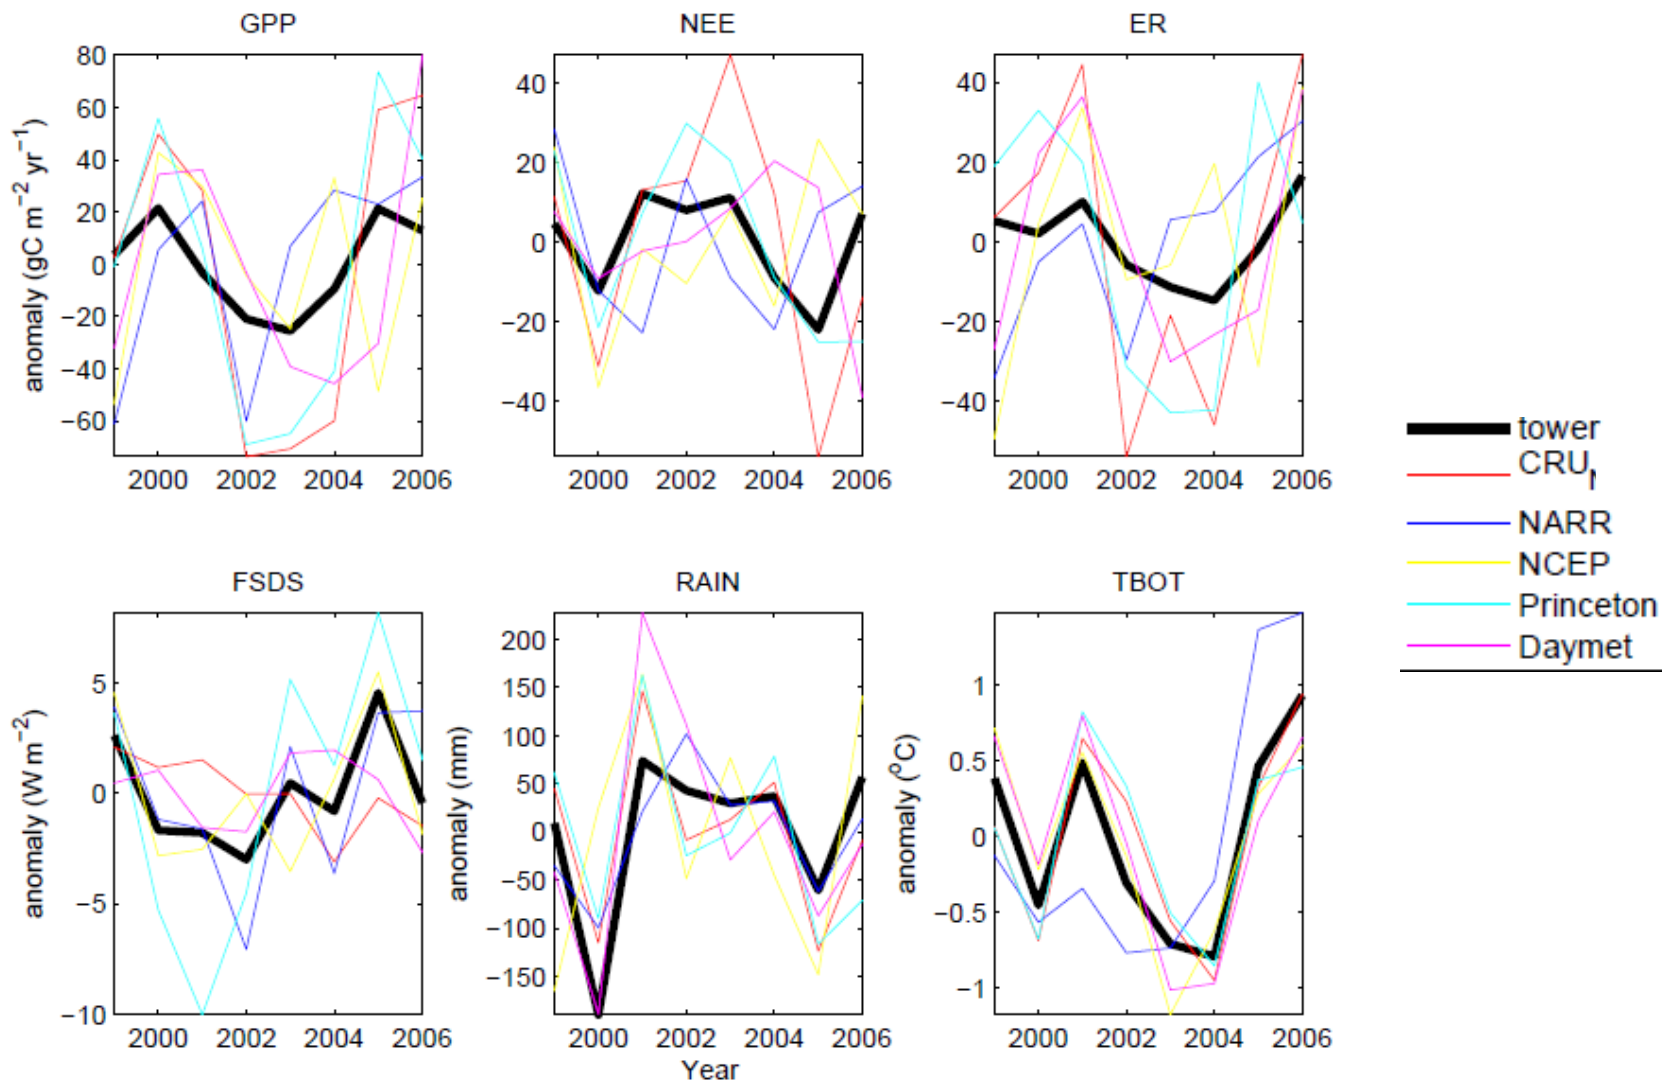 GPP
NEE
ER
anomaly (gC m−2 yr−1)
80
60
40
20
0
−20
−40
−60
2000 2002 2004 2006
40
20
0
−20
−40
2000 2002 2004 2006
40
20
0
−20
−40
2000 2002 2004 2006
tower
CRU
NARR
NCEP
Princeton
Daymet
FSDS
RAIN
TBOT
anomaly (W m−2)
5
0
−5
−10
2000 2002 2004 2006
anomaly (mm)
200
150
100
50
0
−50
−100
−150
2000 2002 2004 2006
Year
anomaly (oC)
1
0.5
0
−0.5
−1
2000 2002 2004 2006